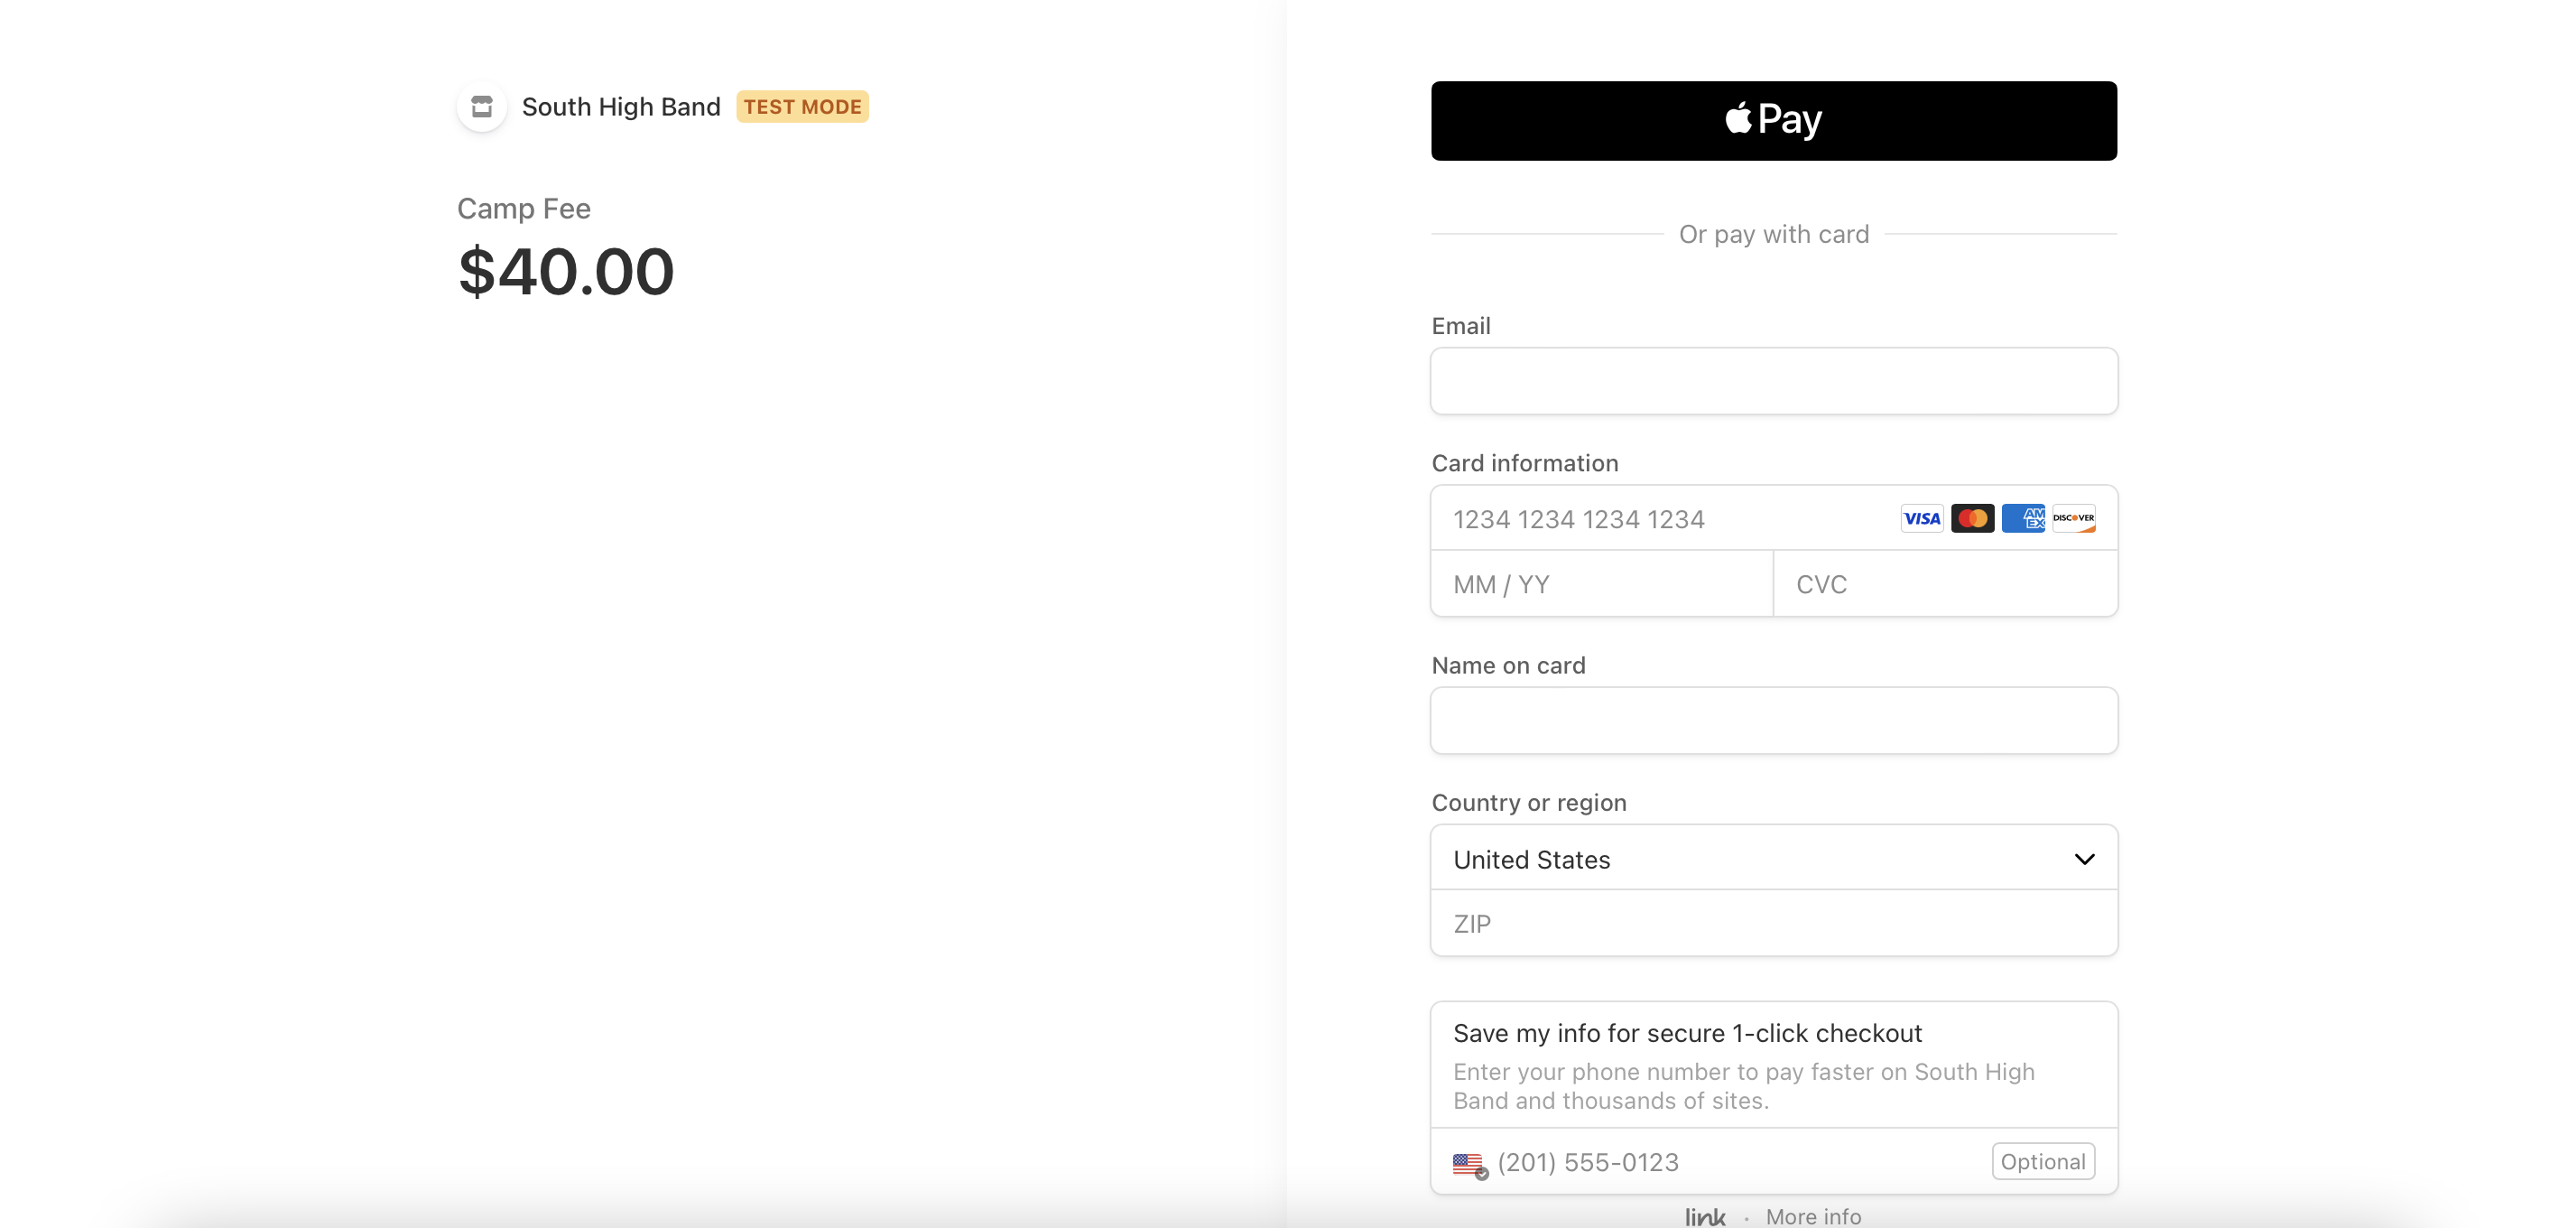 South High Band TEST MODE
Camp Fee
$40.00
Pay
Or pay with card
Email
Card information
1234 1234 1234 1234 VISA AMEX DISCOVER
MM / YY CVC
Name on card
Country or region
United States
ZIP
Save my info for secure 1-click checkout
Enter your phone number to pay faster on South High
Band and thousands of sites.
(201) 555-0123 Optional
link · More info